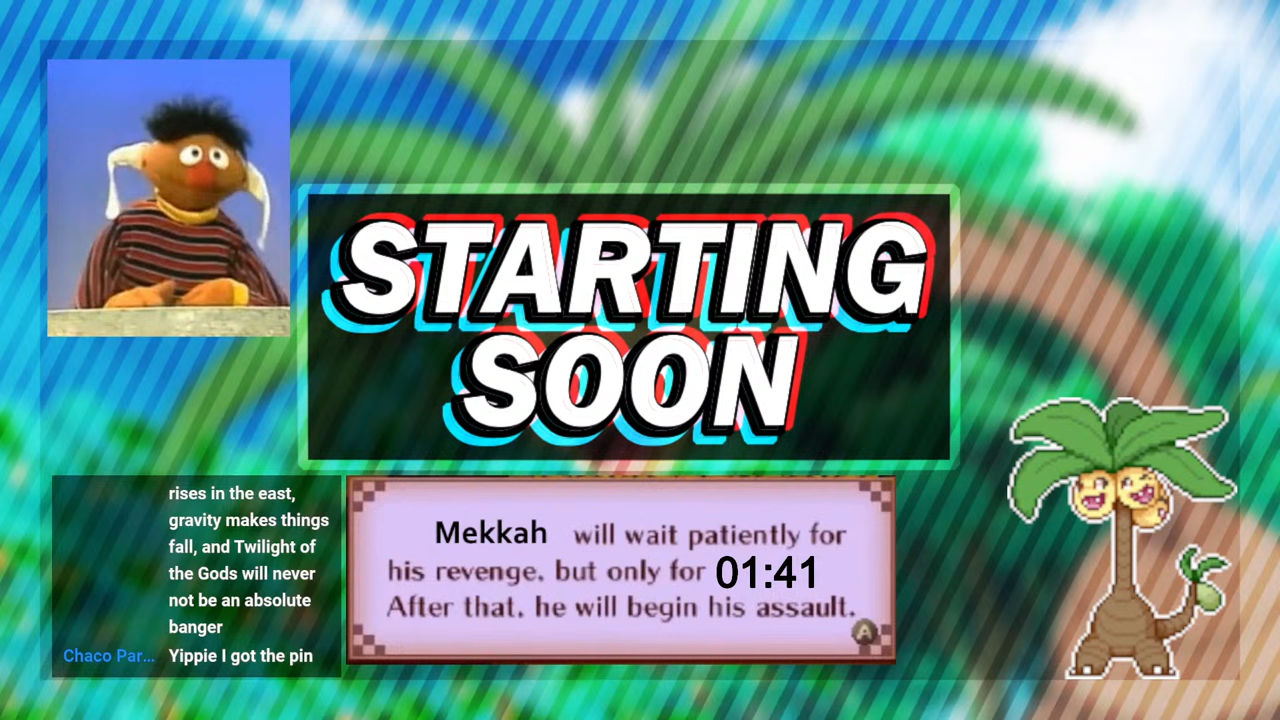 STARTING
SOON
rises in the east,
gravity makes things
fall, and Twilight of
the Gods will never
not be an absolute
banger
Chaco Par... Yippie I got the pin
Mekkah will wait patiently for
his revenge, but only for 01:41
After that, he will begin his assault.
A